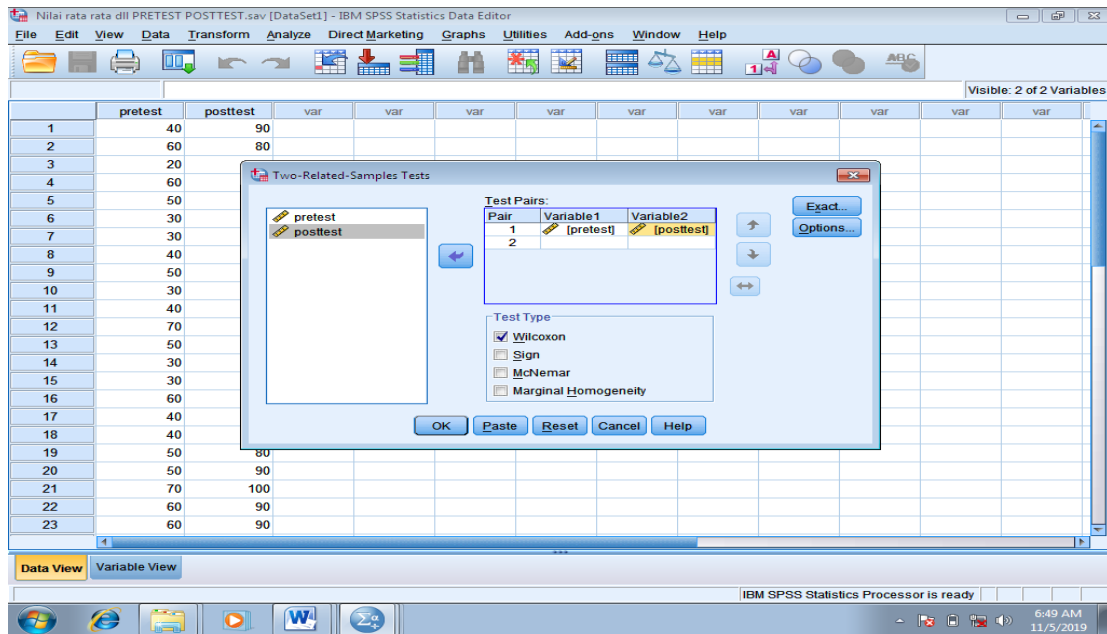 Nilai rata rata dll PRETEST POSTTEST.sav [DataSet1] - IBM SPSS Statistics Data Editor
File Edit View Data Transform Analyze Direct Marketing Graphs Utilities Add-ons Window Help
Visible: 2 of 2 Variables
pretest posttest var var var var var var var var var var
1 40 90
2 60 80
3 20
4 60
5 50
6 30
7 30
8 40
9 50
10 30
11 40
12 70
13 50
14 30
15 30
16 60
17 40
18 40
19 50 80
20 50 90
21 70 100
22 60 90
23 60 90
Two-Related-Samples Tests
pretest
posttest
Test Pairs:
Pair Variable1 Variable2
1 [pretest] [posttest]
2
Exact...
Options...
Test Type
Wilcoxon
Sign
McNemar
Marginal Homogeneity
OK Paste Reset Cancel Help
Data View Variable View
IBM SPSS Statistics Processor is ready
6:49 AM
11/5/2019